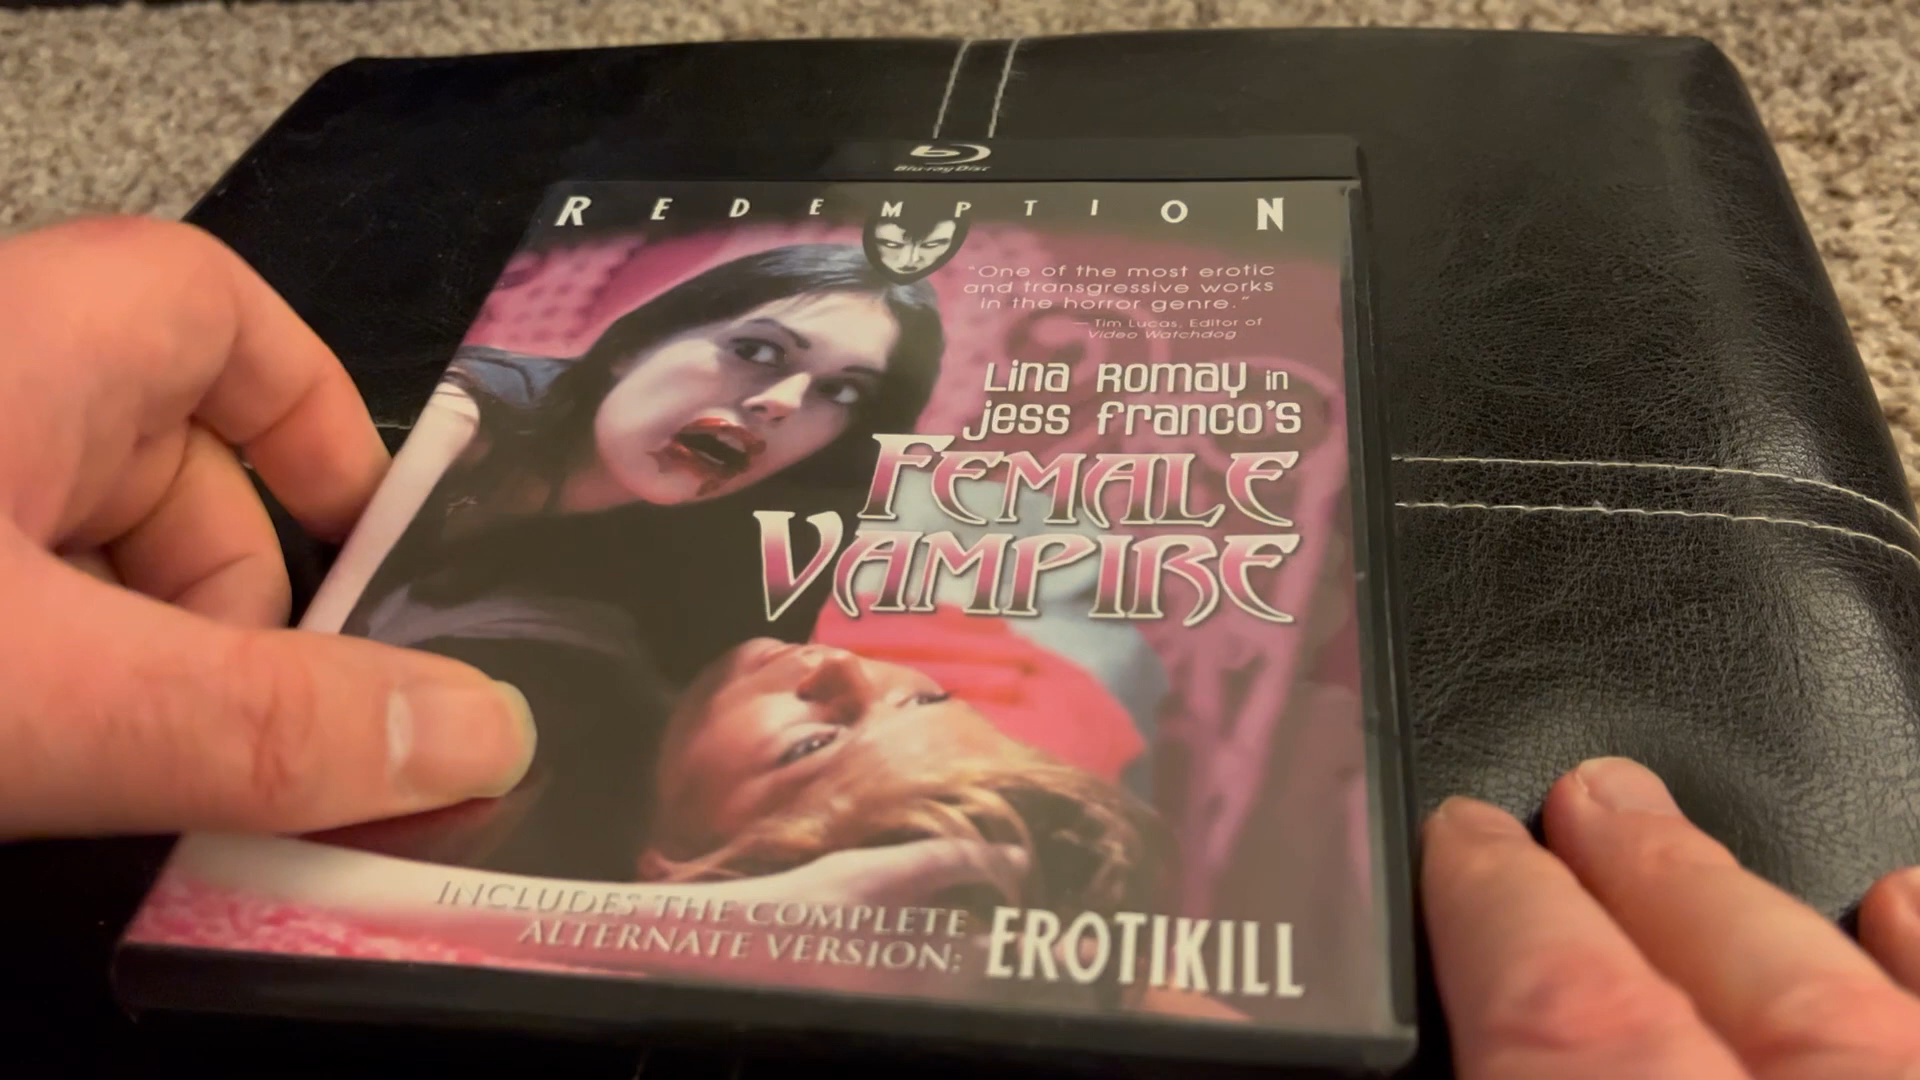 Blu-ray Disc
REDEMPTION
"One of the most erotic
and transgressive works
in the horror genre."
— Tim Lucas, Editor of
Video Watchdog
Lina Romay in
jess franco's
FEMALE
VAMPIRE
INCLUDES THE COMPLETE
ALTERNATE VERSION:
EROTIKILL